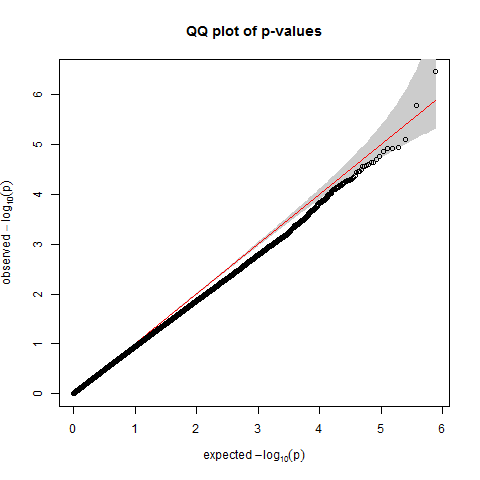 QQ plot of p-values
observed −log10(p)
6
5
4
3
2
1
0
0 1 2 3 4 5 6
expected −log10(p)